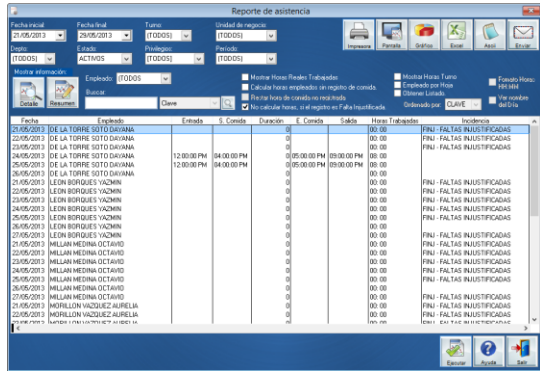 Reporte de asistencia
Fecha inicial: Fecha final Turno Unidad de negocio:
21/05/2013 29/05/2013 (TODOS) (TODOS)
Depto: Estado Privilegios: Período:
(TODOS) ACTIVOS (TODOS) (TODOS)
Impresora Pantalla Gráfico Excel Ascii Enviar
Mostrar información:
Detalle Resumen
Empleado: (TODOS
Buscar:
Clave
Mostrar Horas Reales Trabajadas
Calcular horas empleados sin registro de comida.
Restar hora de comida no registrada
No calcular horas, si el registro es Falta Injustificada.
Mostrar Horas Turno
Empleado por Hoja
Obtener Listado.
Ordenado por: CLAVE
Formato Horas: HH:MM
Ver nombre del Día
Fecha Empleado Entrada S. Comida Duración E. Comida Salida Horas Trabajadas Incidencia
21/05/2013 DE LA TORRE SOTO DAYANA 0 00: 00 FINJ - FALTAS INJUSTIFICADAS
22/05/2013 DE LA TORRE SOTO DAYANA 0 00: 00 FINJ - FALTAS INJUSTIFICADAS
23/05/2013 DE LA TORRE SOTO DAYANA 0 00: 00 FINJ - FALTAS INJUSTIFICADAS
24/05/2013 DE LA TORRE SOTO DAYANA 12:00:00 PM 04:00:00 PM 0 05:00:00 PM 09:00:00 PM 08: 00
25/05/2013 DE LA TORRE SOTO DAYANA 12:00:00 PM 04:00:00 PM 0 05:00:00 PM 09:00:00 PM 08: 00
26/05/2013 DE LA TORRE SOTO DAYANA 0 00: 00
21/05/2013 LEON BORQUES YAZMIN 0 00: 00 FINJ - FALTAS INJUSTIFICADAS
22/05/2013 LEON BORQUES YAZMIN 0 00: 00 FINJ - FALTAS INJUSTIFICADAS
23/05/2013 LEON BORQUES YAZMIN 0 00: 00 FINJ - FALTAS INJUSTIFICADAS
24/05/2013 LEON BORQUES YAZMIN 0 00: 00 FINJ - FALTAS INJUSTIFICADAS
25/05/2013 LEON BORQUES YAZMIN 0 00: 00 FINJ - FALTAS INJUSTIFICADAS
26/05/2013 LEON BORQUES YAZMIN 0 00: 00
27/05/2013 LEON BORQUES YAZMIN 0 00: 00 FINJ - FALTAS INJUSTIFICADAS
21/05/2013 MILLAN MEDINA OCTAVIO 0 00: 00 FINJ - FALTAS INJUSTIFICADAS
22/05/2013 MILLAN MEDINA OCTAVIO 0 00: 00 FINJ - FALTAS INJUSTIFICADAS
23/05/2013 MILLAN MEDINA OCTAVIO 0 00: 00 FINJ - FALTAS INJUSTIFICADAS
24/05/2013 MILLAN MEDINA OCTAVIO 0 00: 00 FINJ - FALTAS INJUSTIFICADAS
25/05/2013 MILLAN MEDINA OCTAVIO 0 00: 00 FINJ - FALTAS INJUSTIFICADAS
26/05/2013 MILLAN MEDINA OCTAVIO 0 00: 00
27/05/2013 MILLAN MEDINA OCTAVIO 0 00: 00 FINJ - FALTAS INJUSTIFICADAS
21/05/2013 MORILLON VAZQUEZ AURELIA 0 00: 00 FINJ - FALTAS INJUSTIFICADAS
22/05/2013 MORILLON VAZQUEZ AURELIA 0 00: 00 FINJ - FALTAS INJUSTIFICADAS
23/05/2013 MORILLON VAZQUEZ AURELIA 0 00: 00 FINJ - FALTAS INJUSTIFICADAS
Ejecutar Ayuda Salir